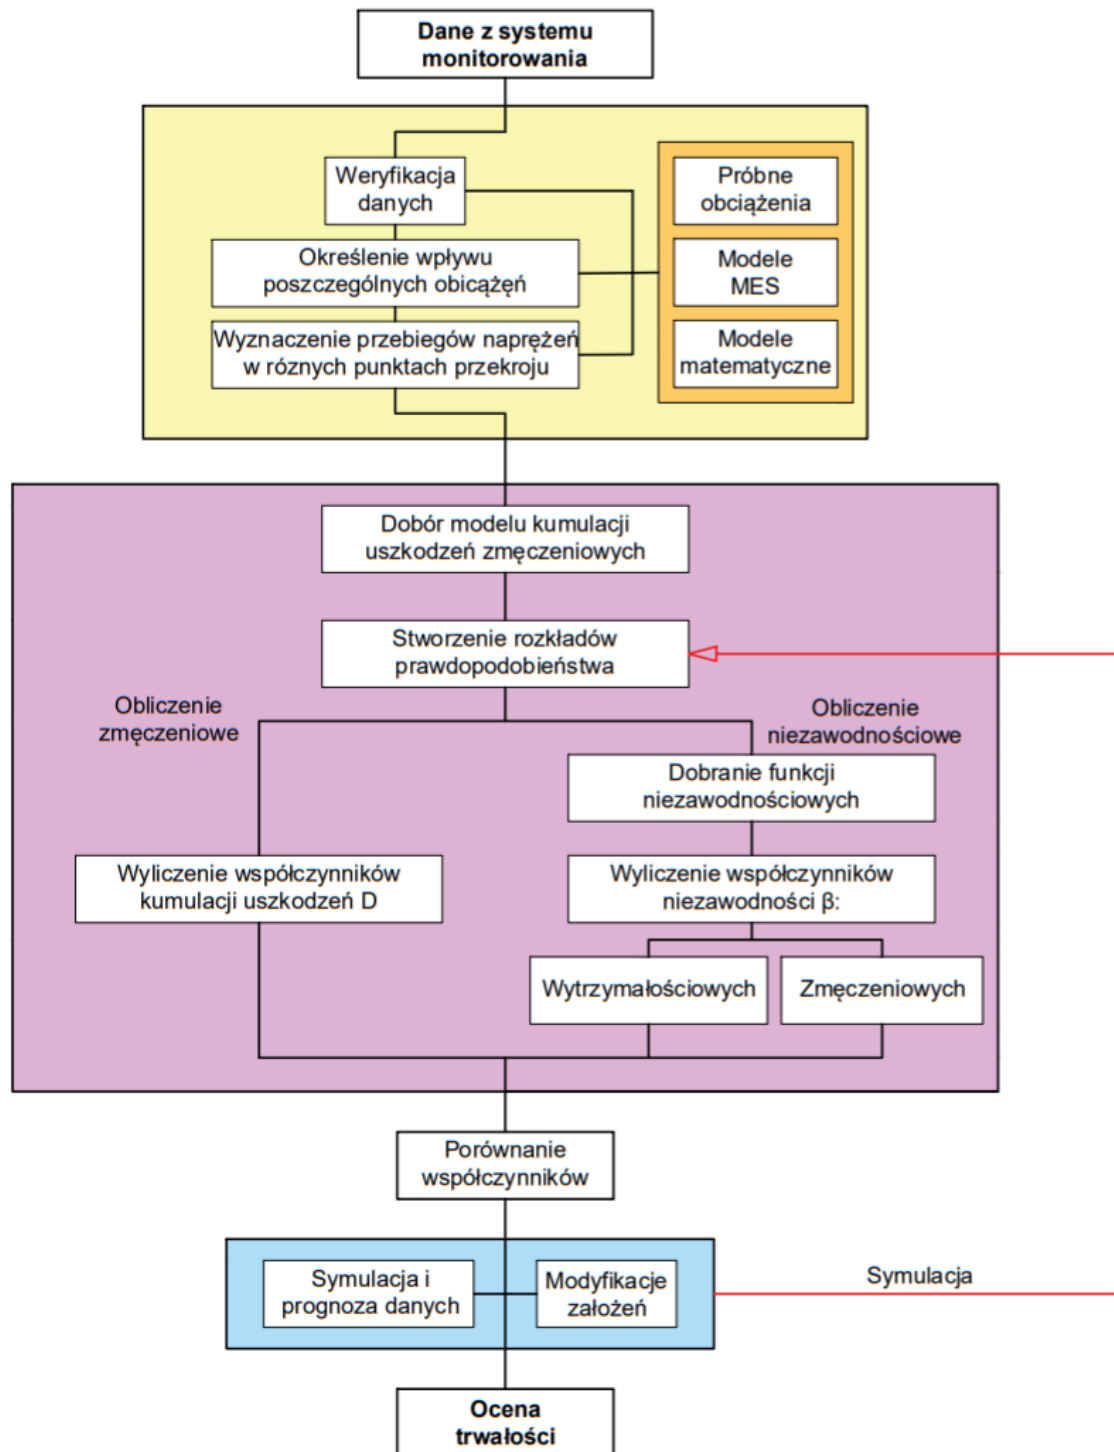 Dane z systemu
monitorowania
Weryfikacja
danych
Próbne
obciążenia
Określenie wpływu
poszczególnych obicążęń
Modele
MES
Wyznaczenie przebiegów naprężeń
w róznych punktach przekroju
Modele
matematyczne
Dobór modelu kumulacji
uszkodzeń zmęczeniowych
Stworzenie rozkładów
prawdopodobieństwa
Obliczenie
zmęczeniowe
Obliczenie
niezawodnościowe
Dobranie funkcji
niezawodnościowych
Wyliczenie współczynników
kumulacji uszkodzeń D
Wyliczenie współczynników
niezawodności β:
Wytrzymałościowych
Zmęczeniowych
Porównanie
współczynników
Symulacja i
prognoza danych
Modyfikacje
założeń
Symulacja
Ocena
trwałości